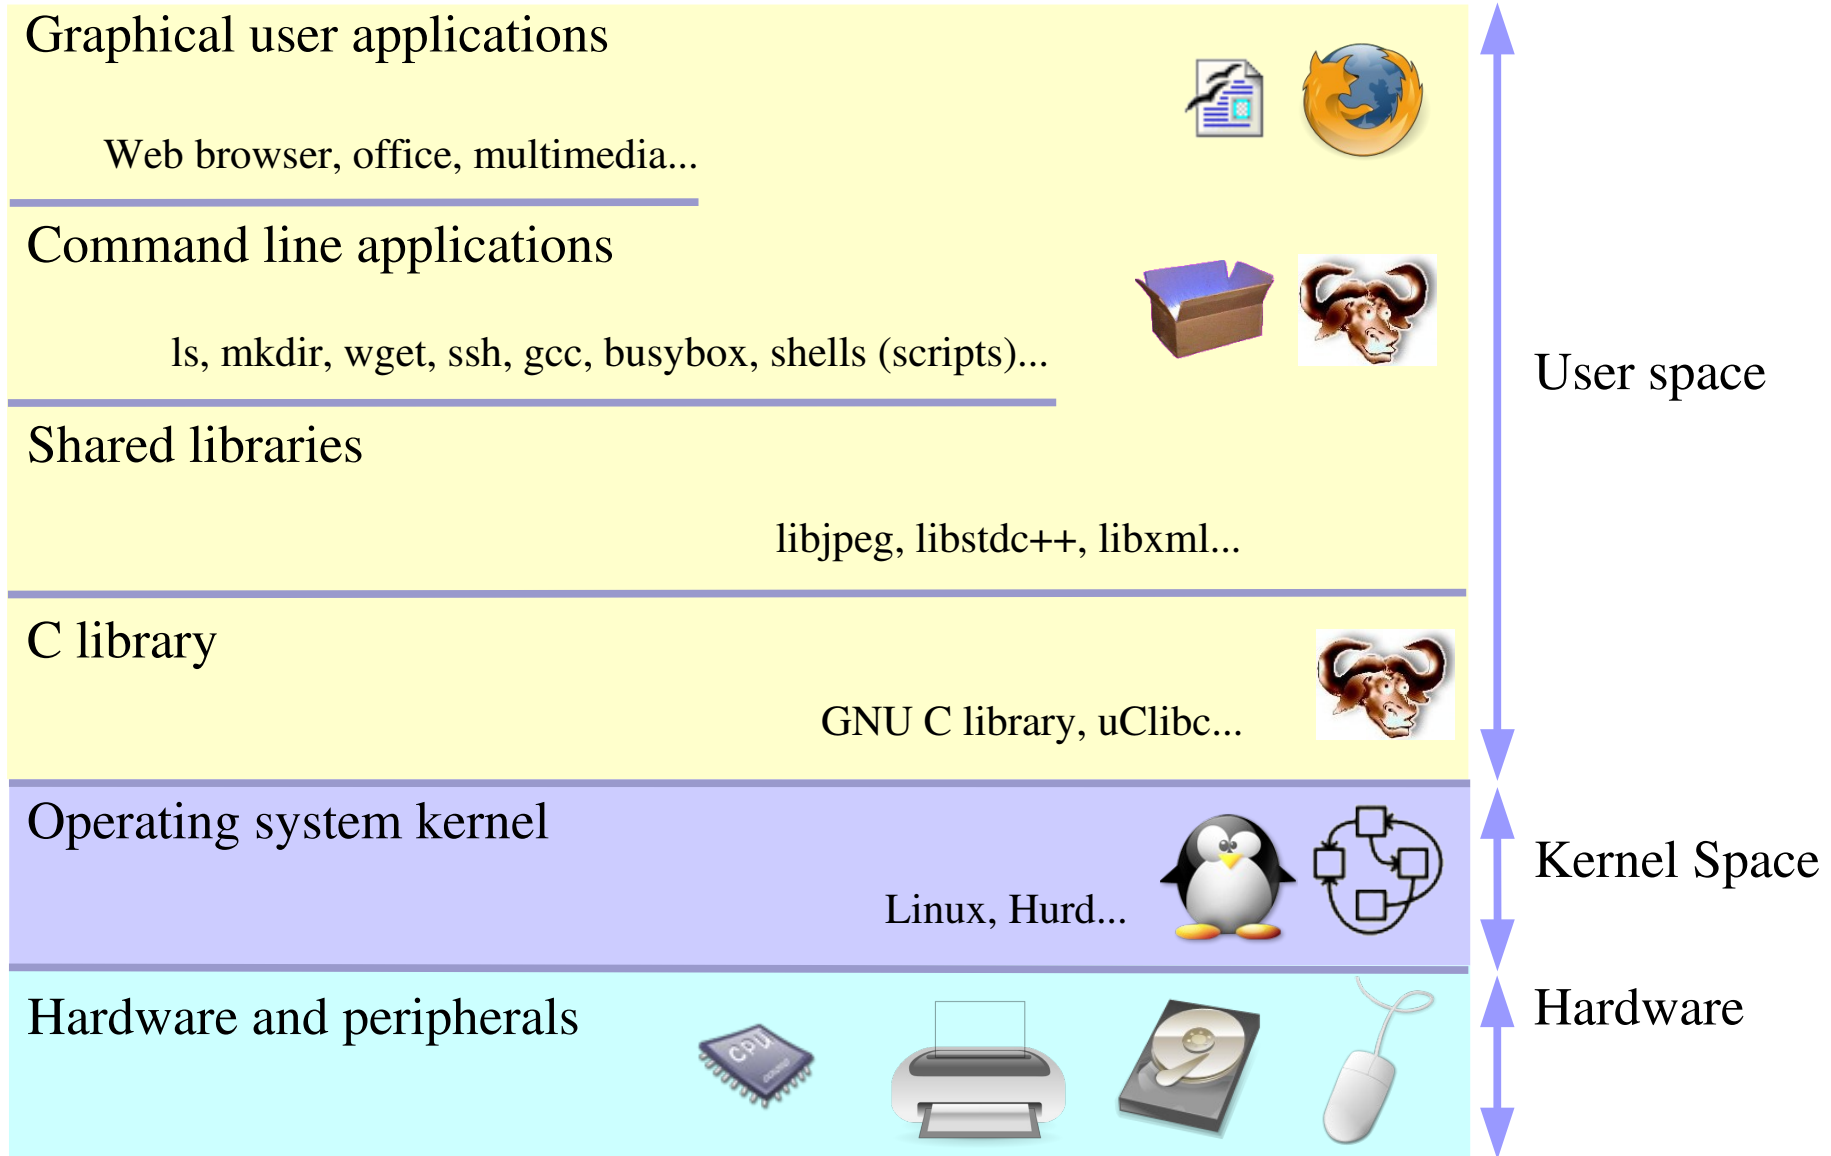 Graphical user applications
Web browser, office, multimedia...
Command line applications
ls, mkdir, wget, ssh, gcc, busybox, shells (scripts)...
Shared libraries
libjpeg, libstdc++, libxml...
C library
GNU C library, uClibc...
User space
Operating system kernel
Linux, Hurd...
Kernel Space
Hardware and peripherals
CPU
Hardware